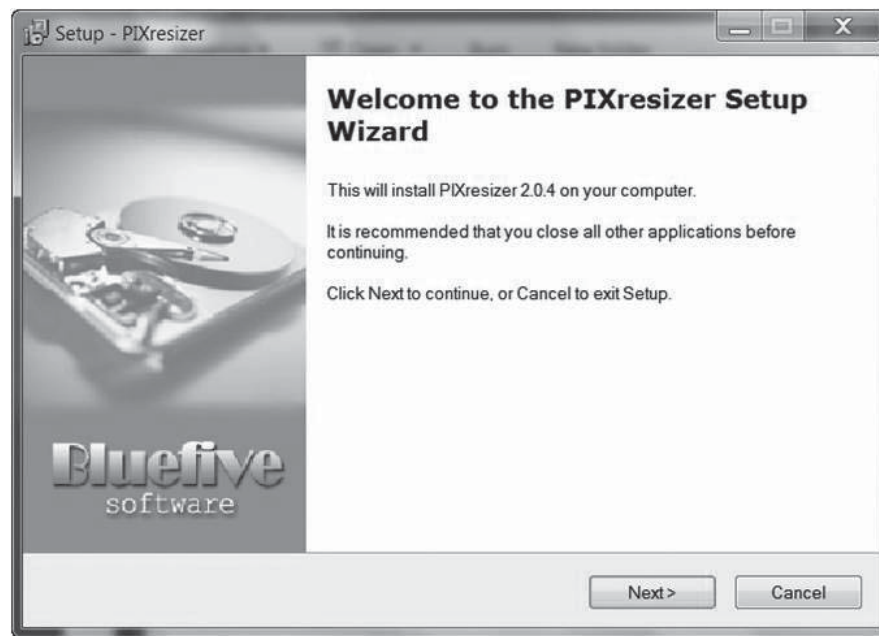 Setup - PIXresizer
Welcome to the PIXresizer Setup
Wizard
This will install PIXresizer 2.0.4 on your computer.
It is recommended that you close all other applications before
continuing.
Click Next to continue, or Cancel to exit Setup.
Bluefive
software
Next >
Cancel